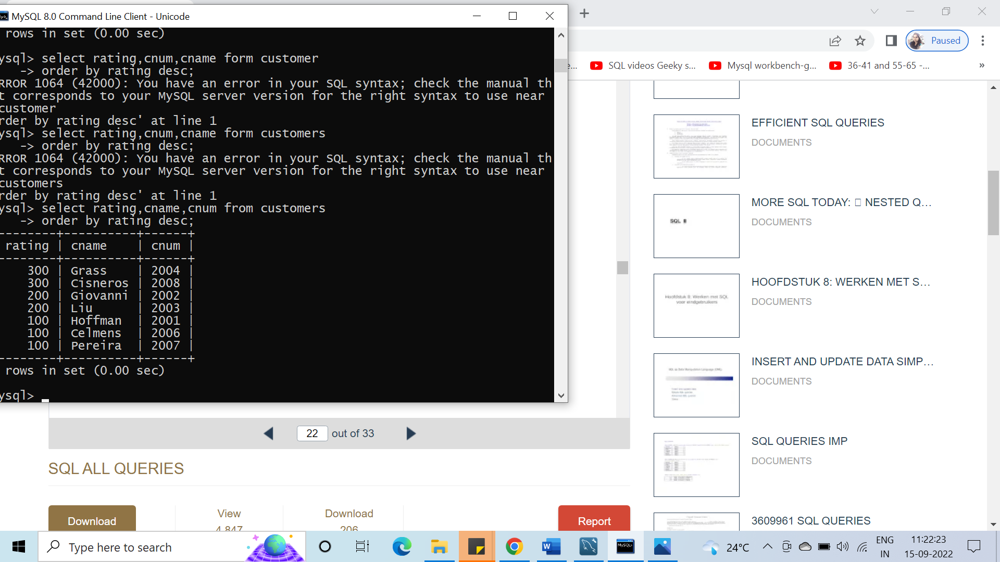 MySQL 8.0 Command Line Client - Unicode
rows in set (0.00 sec)
ysql> select rating,cnum,cname form customer
-> order by rating desc;
RROR 1064 (42000): You have an error in your SQL syntax; check the manual th
t corresponds to your MySQL server version for the right syntax to use near
customer
rder by rating desc' at line 1
ysql> select rating,cnum,cname form customers
-> order by rating desc;
RROR 1064 (42000): You have an error in your SQL syntax; check the manual th
t corresponds to your MySQL server version for the right syntax to use near
customers
rder by rating desc' at line 1
ysql> select rating,cname,cnum from customers
-> order by rating desc;
--------+----------+------+
rating | cname | cnum |
--------+----------+------+
300 | Grass | 2004 |
300 | Cisneros | 2008 |
200 | Giovanni | 2002 |
200 | Liu | 2003 |
100 | Hoffman | 2001 |
100 | Celmens | 2006 |
100 | Pereira | 2007 |
--------+----------+------+
rows in set (0.00 sec)
ysql>
Paused
e... SQL videos Geeky s... Mysql workbench-g... 36-41 and 55-65 -... »
EFFICIENT SQL QUERIES
DOCUMENTS
SQL II
MORE SQL TODAY: NESTED Q...
DOCUMENTS
Hoofdstuk 8: Werken met SQL
voor eindgebruikers
HOOFDSTUK 8: WERKEN MET S...
DOCUMENTS
INSERT AND UPDATE DATA SIMP...
DOCUMENTS
SQL QUERIES IMP
DOCUMENTS
3609961 SQL QUERIES
22 out of 33
SQL ALL QUERIES
Download
View
4,847
Download
206
Report
Type here to search
MySQL
24°C
ENG
IN
11:22:23
15-09-2022